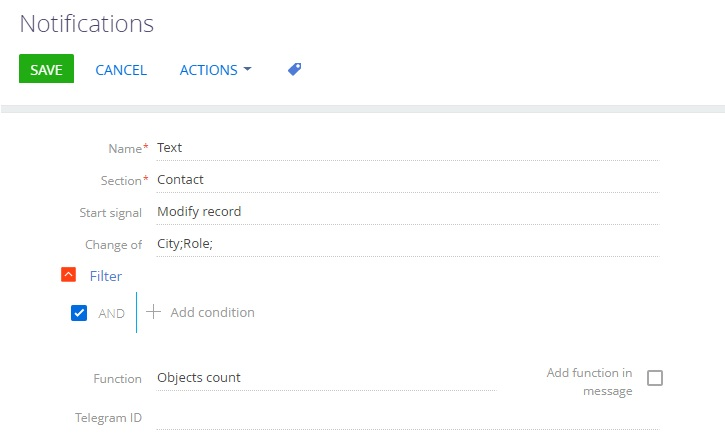 Notifications
SAVE CANCEL ACTIONS
Name* Text
Section* Contact
Start signal Modify record
Change of City;Role;
Filter
AND Add condition
Function Objects count Add function in
message
Telegram ID